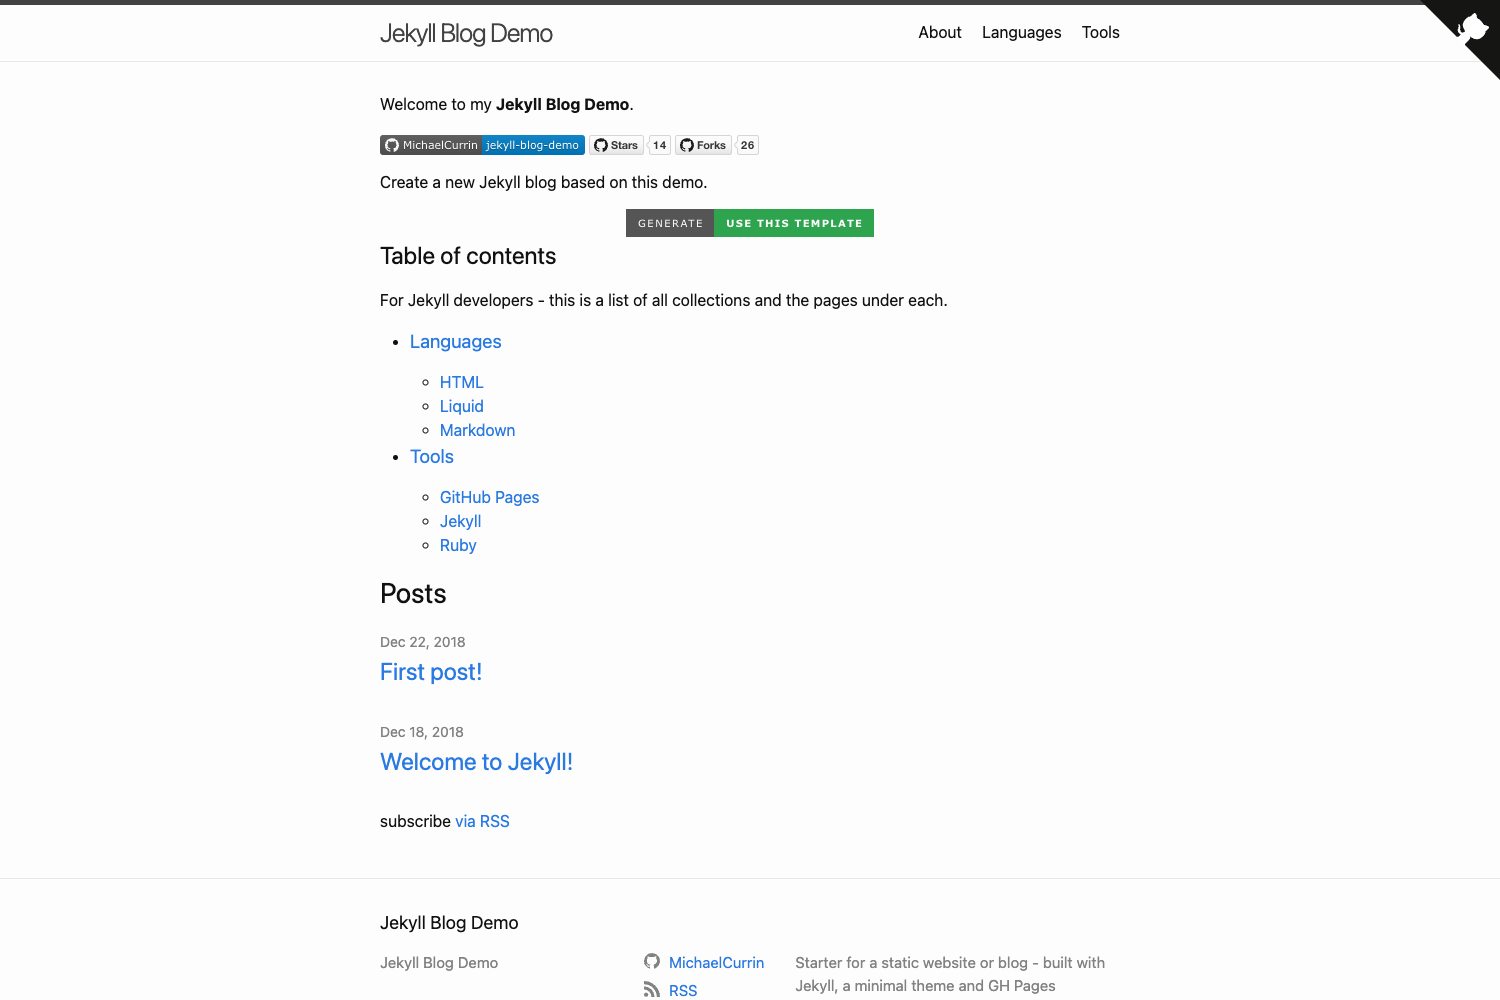 Jekyll Blog Demo
About Languages Tools
Welcome to my Jekyll Blog Demo.
MichaelCurrin jekyll-blog-demo Stars 14 Forks 26
Create a new Jekyll blog based on this demo.
GENERATE USE THIS TEMPLATE
Table of contents
For Jekyll developers - this is a list of all collections and the pages under each.
Languages
HTML
Liquid
Markdown
Tools
GitHub Pages
Jekyll
Ruby
Posts
Dec 22, 2018
First post!
Dec 18, 2018
Welcome to Jekyll!
subscribe via RSS
Jekyll Blog Demo
Jekyll Blog Demo
MichaelCurrin
RSS
Starter for a static website or blog - built with
Jekyll, a minimal theme and GH Pages